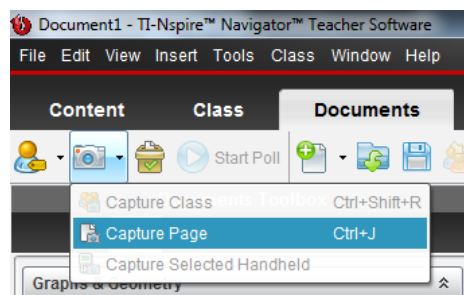 Document1 - TI-Nspire™ Navigator™ Teacher Software
File Edit View Insert Tools Class Window Help
Content Class Documents
Start Poll
Capture Class Ctrl+Shift+R
Capture Page Ctrl+J
Capture Selected Handheld
Graphs & Geometry